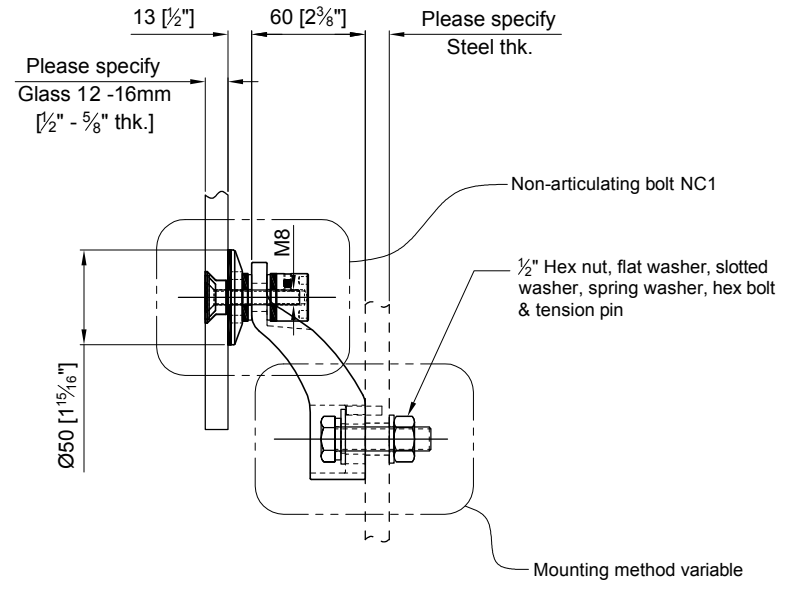 13 [½"]
60 [2⅜"]
Please specify
Steel thk.
Please specify
Glass 12 -16mm
[½" - ⅝" thk.]
Non-articulating bolt NC1
M8
½" Hex nut, flat washer, slotted
washer, spring washer, hex bolt
& tension pin
Ø50 [1¹⁵⁄₁₆"]
Mounting method variable